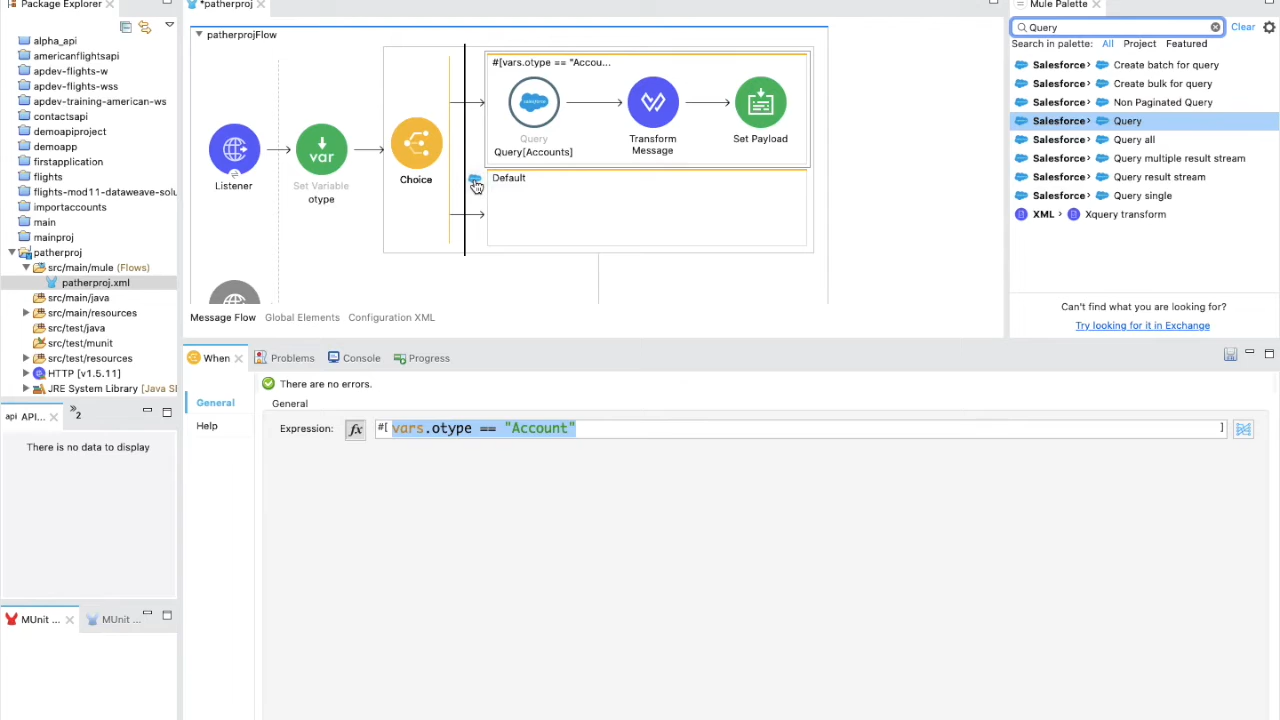 Package Explorer
*patherproj
Mule Palette
alpha_api
americanflightsapi
apdev-flights-w
apdev-flights-wss
apdev-training-american-ws
contactsapi
demoapiproject
demoapp
firstapplication
flights
flights-mod11-dataweave-solu
importaccounts
main
mainproj
patherproj
src/main/mule (Flows)
patherproj.xml
src/main/java
src/main/resources
src/test/java
src/test/munit
src/test/resources
HTTP [v1.5.11]
JRE System Library [Java SE
patherprojFlow
Listener
var
Set Variable
otype
Choice
#[vars.otype == "Accou...
salesforce
Query
Query[Accounts]
Transform
Message
Set Payload
Default
Message Flow Global Elements Configuration XML
Query
Clear
Search in palette: All Project Featured
Salesforce › Create batch for query
Salesforce › Create bulk for query
Salesforce › Non Paginated Query
Salesforce › Query
Salesforce › Query all
Salesforce › Query multiple result stream
Salesforce › Query result stream
Salesforce › Query single
XML › Xquery transform
Can't find what you are looking for?
Try looking for it in Exchange
api API...
2
There is no data to display
MUnit ... MUnit ...
When Problems Console Progress
There are no errors.
General
Help
General
Expression: fx #[ vars.otype == "Account" ]